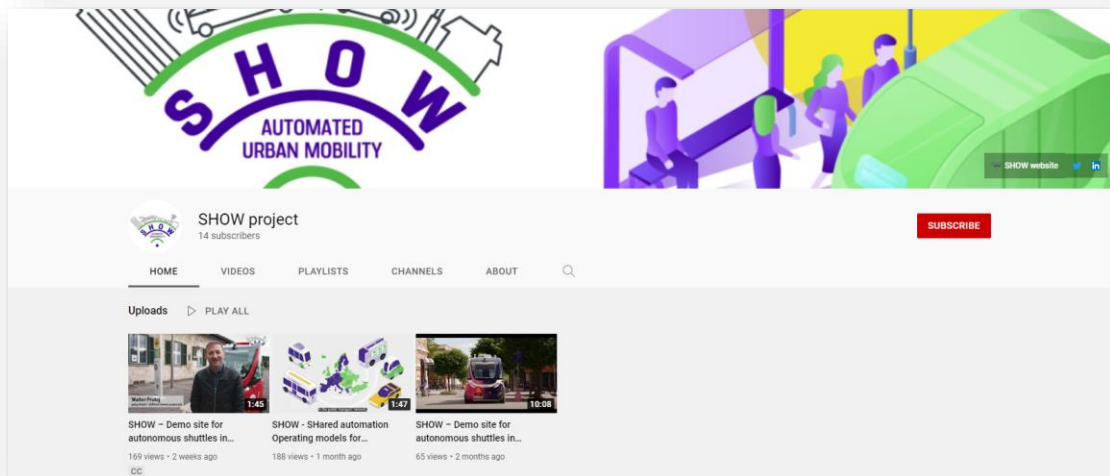 SHOW
AUTOMATED
URBAN MOBILITY
SHOW website
in
SHOW project
14 subscribers
SUBSCRIBE
HOME VIDEOS PLAYLISTS CHANNELS ABOUT
Uploads PLAY ALL
1:45
1:47
10:08
SHOW – Demo site for
autonomous shuttles in...
169 views • 2 weeks ago
CC
SHOW - SHared automation
Operating models for...
188 views • 1 month ago
SHOW – Demo site for
autonomous shuttles in...
65 views • 2 months ago